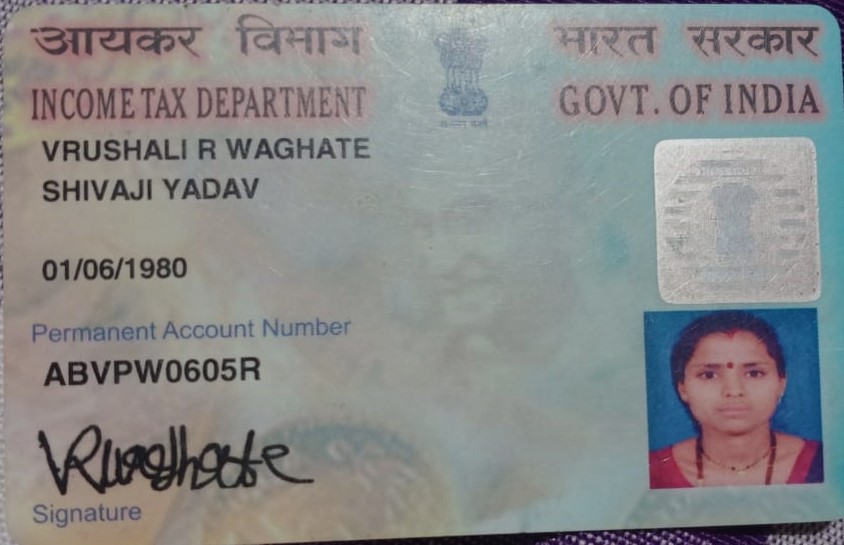 आयकर विभाग
भारत सरकार
INCOME TAX DEPARTMENT
GOVT. OF INDIA
VRUSHALI R WAGHATE
SHIVAJI YADAV
01/06/1980
Permanent Account Number
ABVPW0605R
Signature